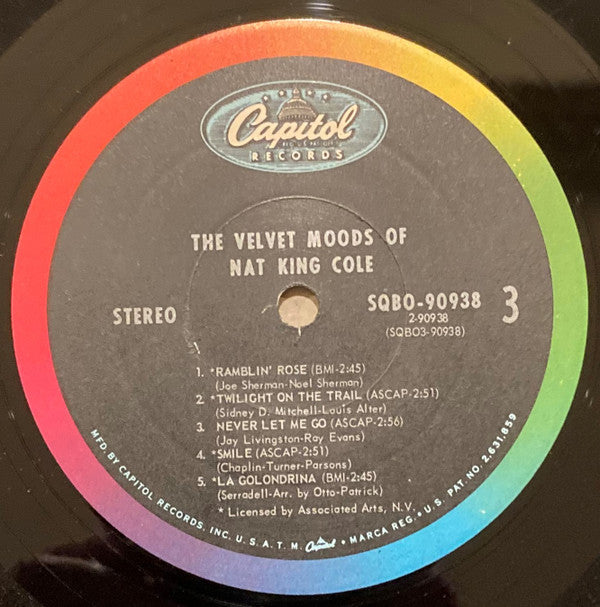 Capitol
REG. U.S. PAT. OFF.
RECORDS
THE VELVET MOODS OF
NAT KING COLE
STEREO
SQBO-90938
2-90938
(SQBO3-90938)
3
1. *RAMBLIN' ROSE (BMI-2:45)
(Joe Sherman-Noel Sherman)
2. *TWILIGHT ON THE TRAIL (ASCAP-2:51)
(Sidney D. Mitchell-Louis Alter)
3. NEVER LET ME GO (ASCAP-2:56)
(Jay Livingston-Ray Evans)
4. *SMILE (ASCAP-2:51)
(Chaplin-Turner-Parsons)
5. *LA GOLONDRINA (BMI-2:45)
(Serradell-Arr. by Otto-Patrick)
* Licensed by Associated Arts, N.V.
MFD. BY CAPITOL RECORDS, INC. U.S.A. T.M. Capitol • MARCA REG. • U.S. PAT. NO. 2,631,859